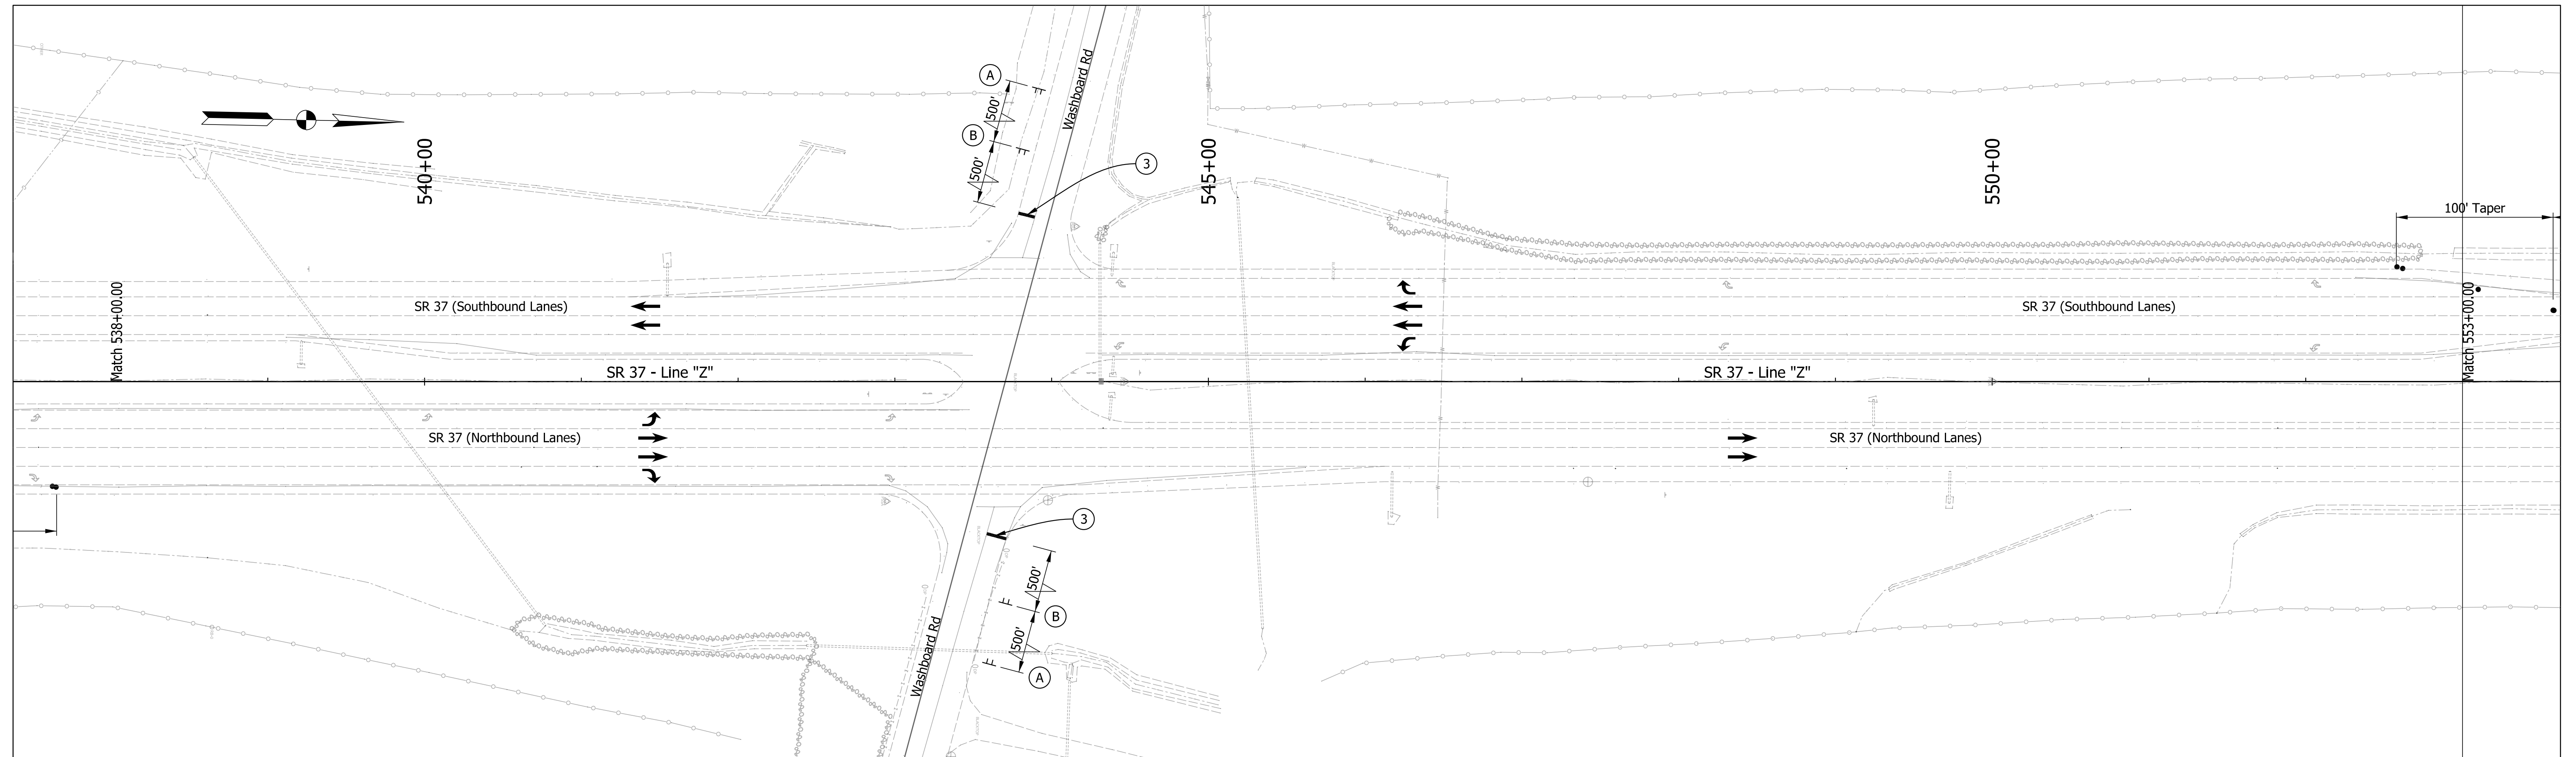 A
500'
B
500'
Washboard Rd
3
540+00
545+00
550+00
100' Taper
Match 538+00.00
SR 37 (Southbound Lanes)
SR 37 (Southbound Lanes)
Match 553+00.00
SR 37 - Line "Z"
SR 37 - Line "Z"
SR 37 (Northbound Lanes)
SR 37 (Northbound Lanes)
3
500'
B
500'
A
Washboard Rd